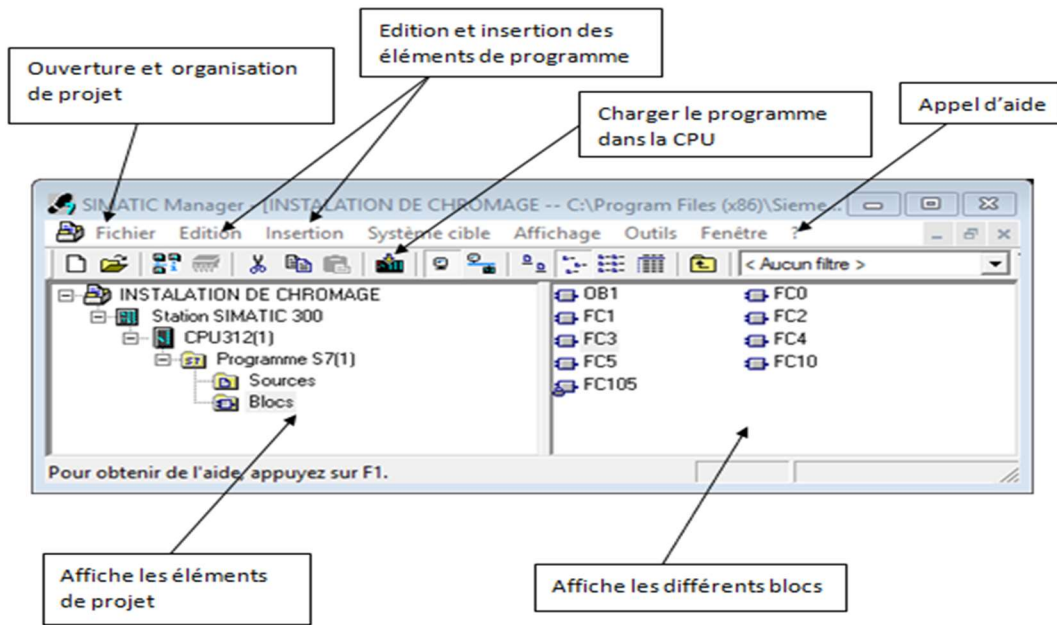 Edition et insertion des
éléments de programme
Ouverture et organisation
de projet
Charger le programme
dans la CPU
Appel d'aide
SIMATIC Manager - [INSTALATION DE CHROMAGE -- C:\Program Files (x86)\Sieme...
Fichier Edition Insertion Système cible Affichage Outils Fenêtre ?
< Aucun filtre >
INSTALATION DE CHROMAGE
Station SIMATIC 300
CPU312(1)
Programme S7(1)
Sources
Blocs
OB1 FC0
FC1 FC2
FC3 FC4
FC5 FC10
FC105
Pour obtenir de l'aide, appuyez sur F1.
Affiche les éléments
de projet
Affiche les différents blocs